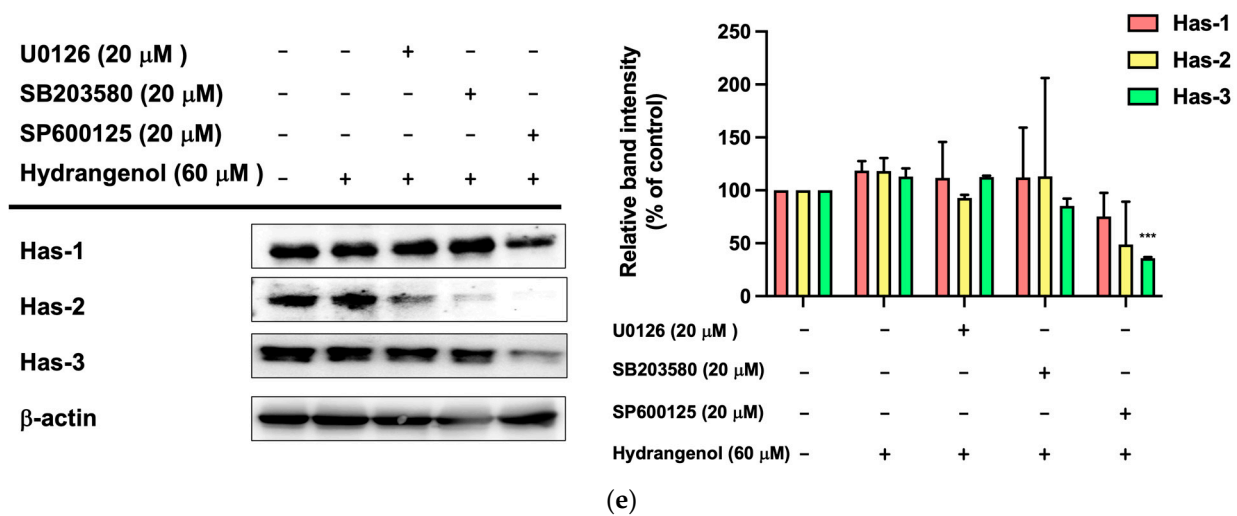 U0126 (20 μM ) – – + – –
SB203580 (20 μM) – – – + –
SP600125 (20 μM) – – – – +
Hydrangenol (60 μM ) – + + + +
Has-1
Has-2
Has-3
β-actin
Relative band intensity
(% of control)
250
200
150
100
50
0
***
Has-1
Has-2
Has-3
U0126 (20 μM ) – – + – –
SB203580 (20 μM) – – – + –
SP600125 (20 μM) – – – – +
Hydrangenol (60 μM) – + + + +
(e)